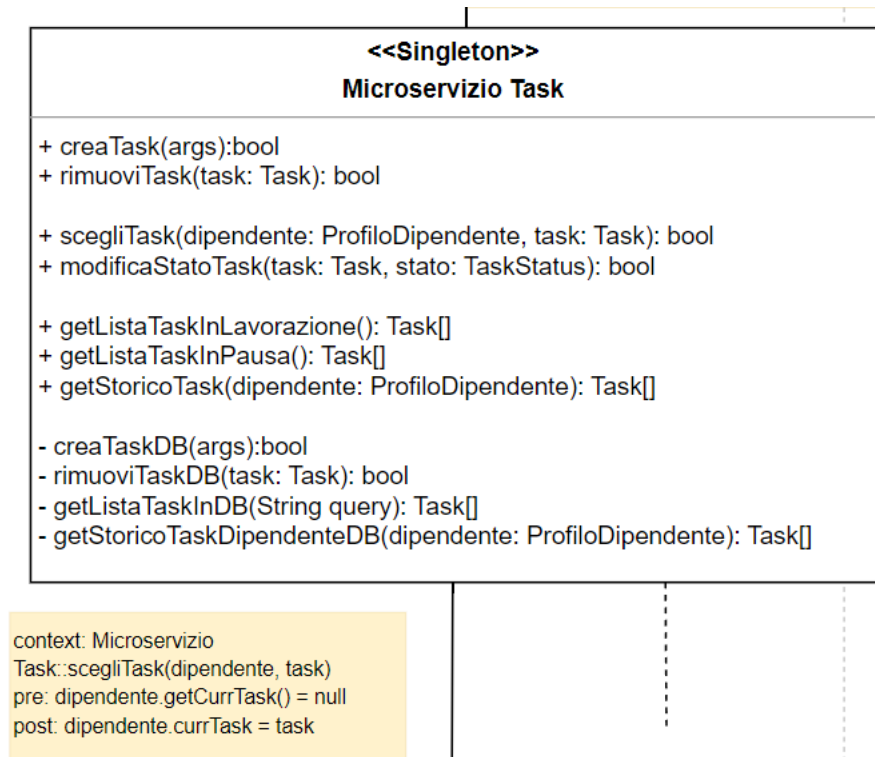 <<Singleton>>
Microservizio Task
+ creaTask(args):bool
+ rimuoviTask(task: Task): bool
+ scegliTask(dipendente: ProfiloDipendente, task: Task): bool
+ modificaStatoTask(task: Task, stato: TaskStatus): bool
+ getListaTaskInLavorazione(): Task[]
+ getListaTaskInPausa(): Task[]
+ getStoricoTask(dipendente: ProfiloDipendente): Task[]
- creaTaskDB(args):bool
- rimuoviTaskDB(task: Task): bool
- getListaTaskInDB(String query): Task[]
- getStoricoTaskDipendenteDB(dipendente: ProfiloDipendente): Task[]
context: Microservizio
Task::scegliTask(dipendente, task)
pre: dipendente.getCurrTask() = null
post: dipendente.currTask = task